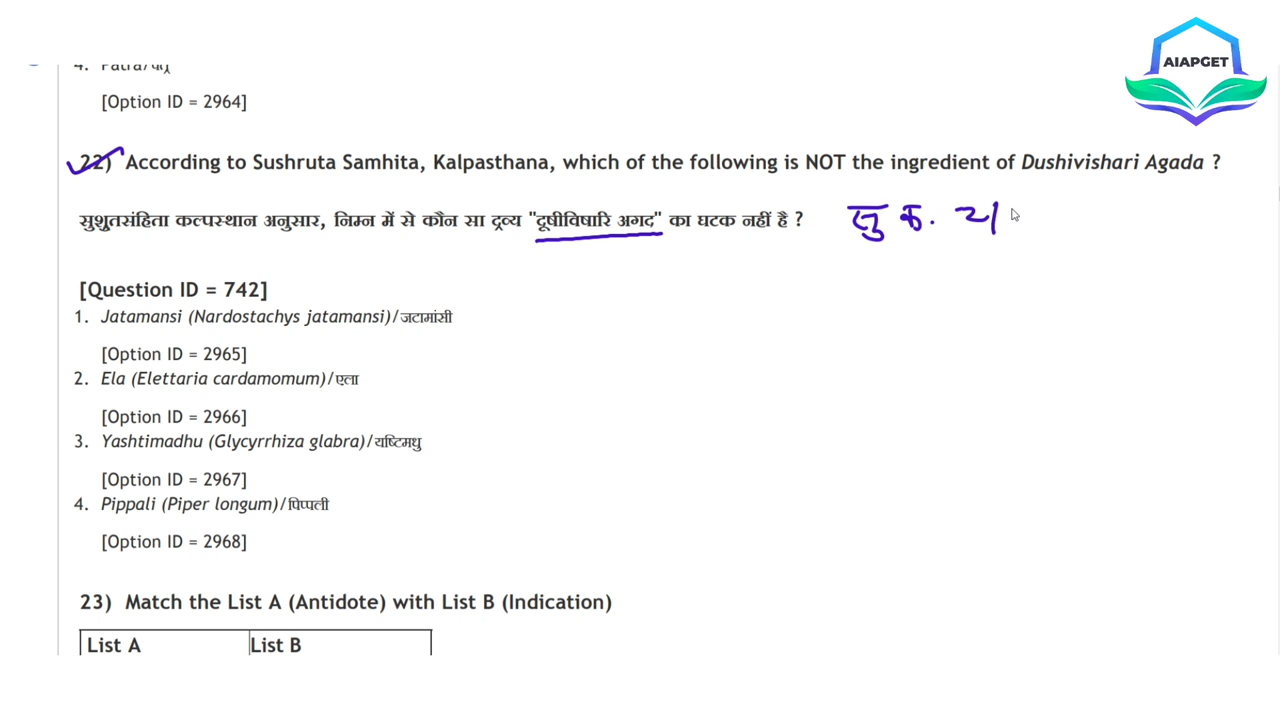 AIAPGET
[Option ID = 2964]
22) According to Sushruta Samhita, Kalpasthana, which of the following is NOT the ingredient of Dushivishari Agada ?
सुश्रुतसंहिता कल्पस्थान अनुसार, निम्न में से कौन सा द्रव्य "दूषीविषारि अगद" का घटक नहीं है ?
सु क. २/
[Question ID = 742]
1. Jatamansi (Nardostachys jatamansi)/जटामांसी
[Option ID = 2965]
2. Ela (Elettaria cardamomum)/एला
[Option ID = 2966]
3. Yashtimadhu (Glycyrrhiza glabra)/यष्टिमधु
[Option ID = 2967]
4. Pippali (Piper longum)/पिप्पली
[Option ID = 2968]
23) Match the List A (Antidote) with List B (Indication)
List A List B